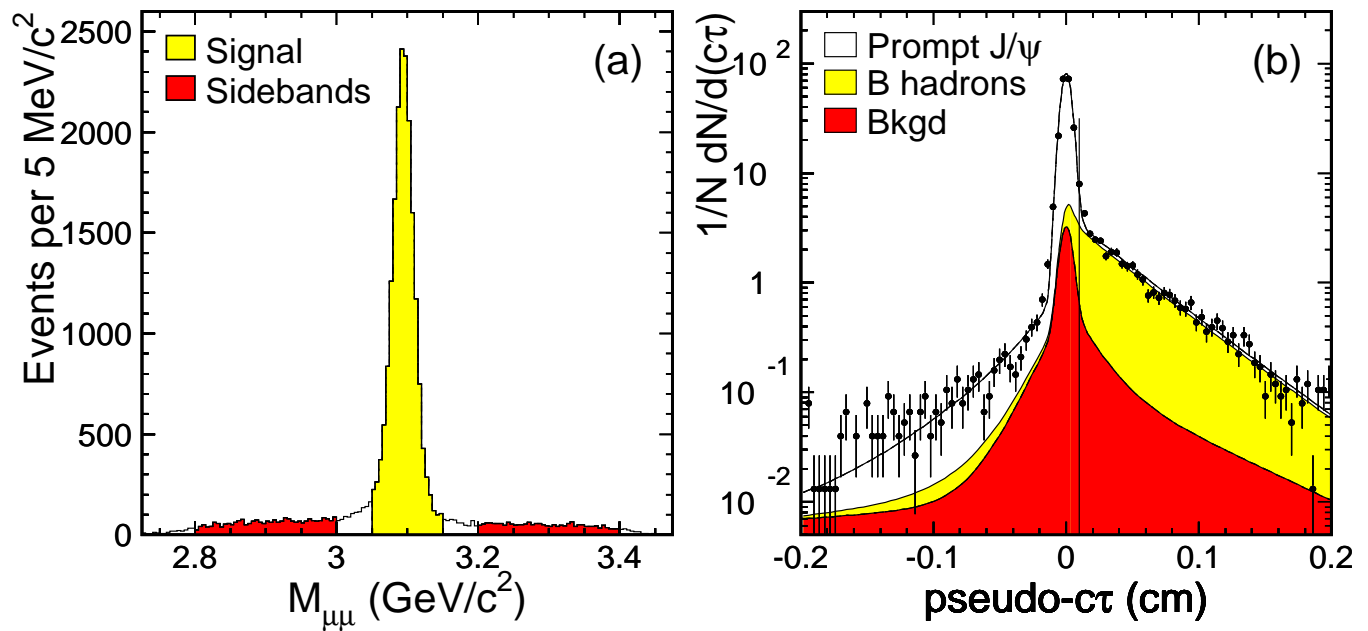 Events per 5 MeV/c²
2500
2000
1500
1000
500
0
Signal
Sidebands
(a)
2.8
3
3.2
3.4
Mμμ (GeV/c²)
1/N dN/d(cτ)
10²
10
1
10⁻¹
10⁻²
Prompt J/ψ
B hadrons
Bkgd
(b)
-0.2
-0.1
0
0.1
0.2
pseudo-cτ (cm)